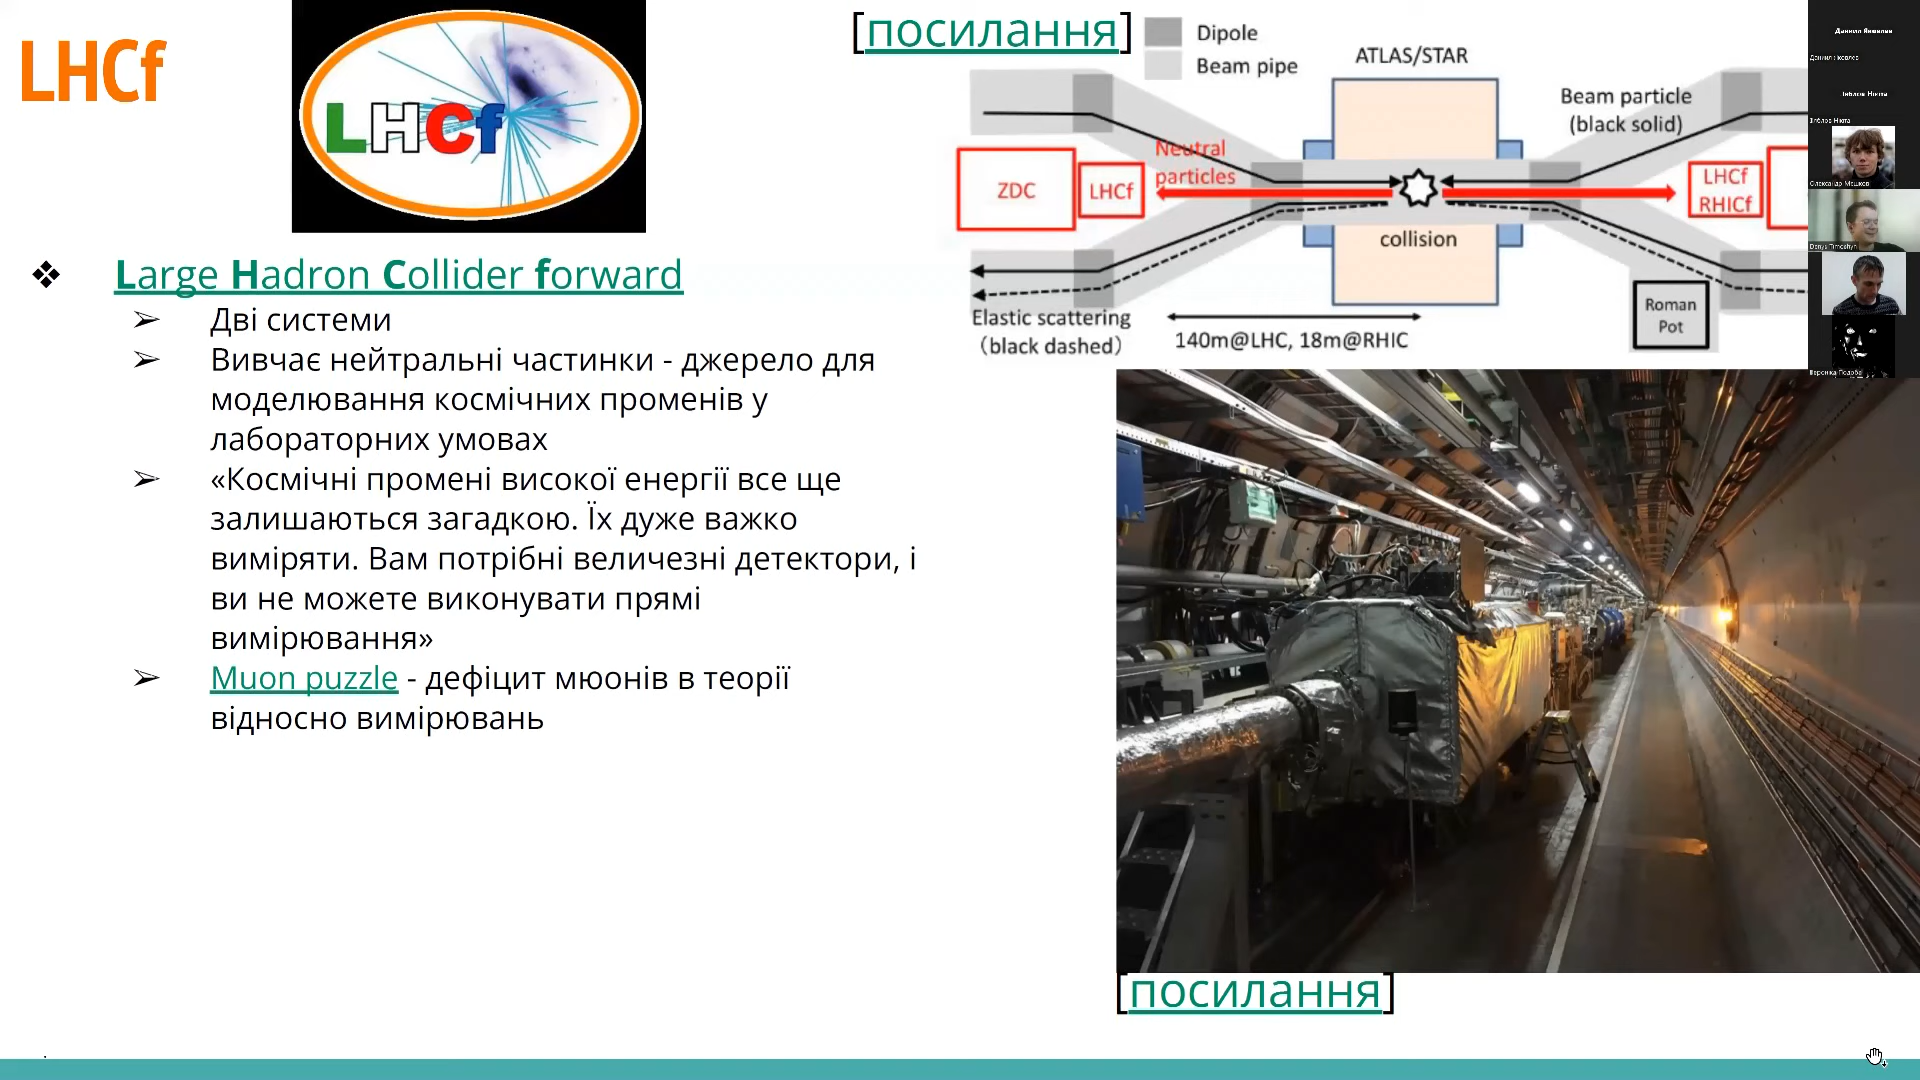 LHCf
LHCf
[посилання]
Dipole
Beam pipe
ATLAS/STAR
Beam particle
(black solid)
Neutral
particles
ZDC
LHCf
LHCf
RHICf
collision
Elastic scattering
(black dashed)
140m@LHC, 18m@RHIC
Roman
Pot
❖ Large Hadron Collider forward
➢ Дві системи
➢ Вивчає нейтральні частинки - джерело для
моделювання космічних променів у
лабораторних умовах
➢ «Космічні промені високої енергії все ще
залишаються загадкою. Їх дуже важко
виміряти. Вам потрібні величезні детектори, і
ви не можете виконувати прямі
вимірювання»
➢ Muon puzzle - дефіцит мюонів в теорії
відносно вимірювань
[посилання]
Denys Timoshyn